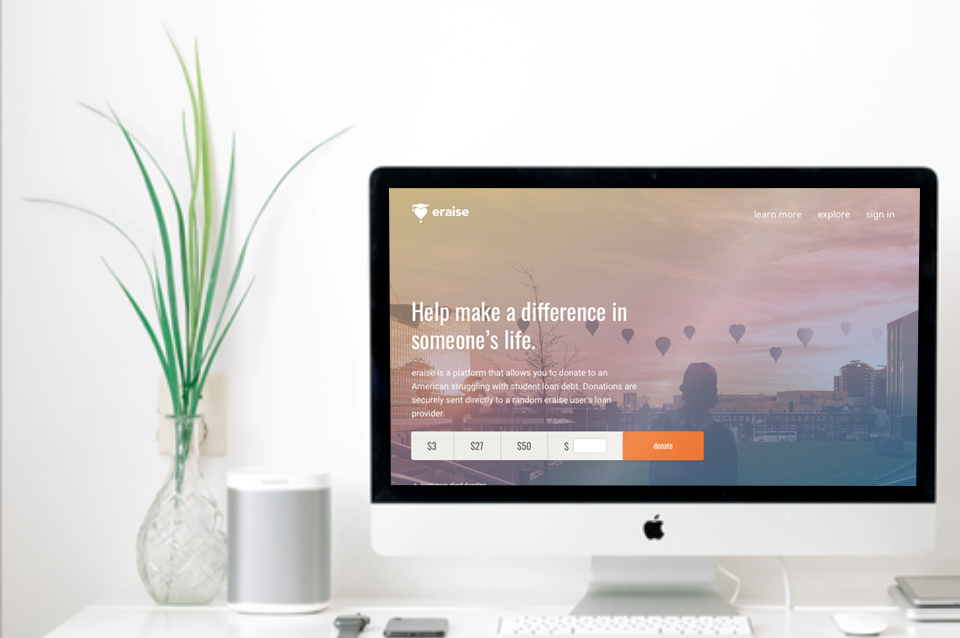 eraise
learn more explore sign in
Help make a difference in
someone's life.
eraise is a platform that allows you to donate to an
American struggling with student loan debt. Donations are
securely sent directly to a random eraise user's loan
provider.
$3 $27 $50 $ donate
SONOS